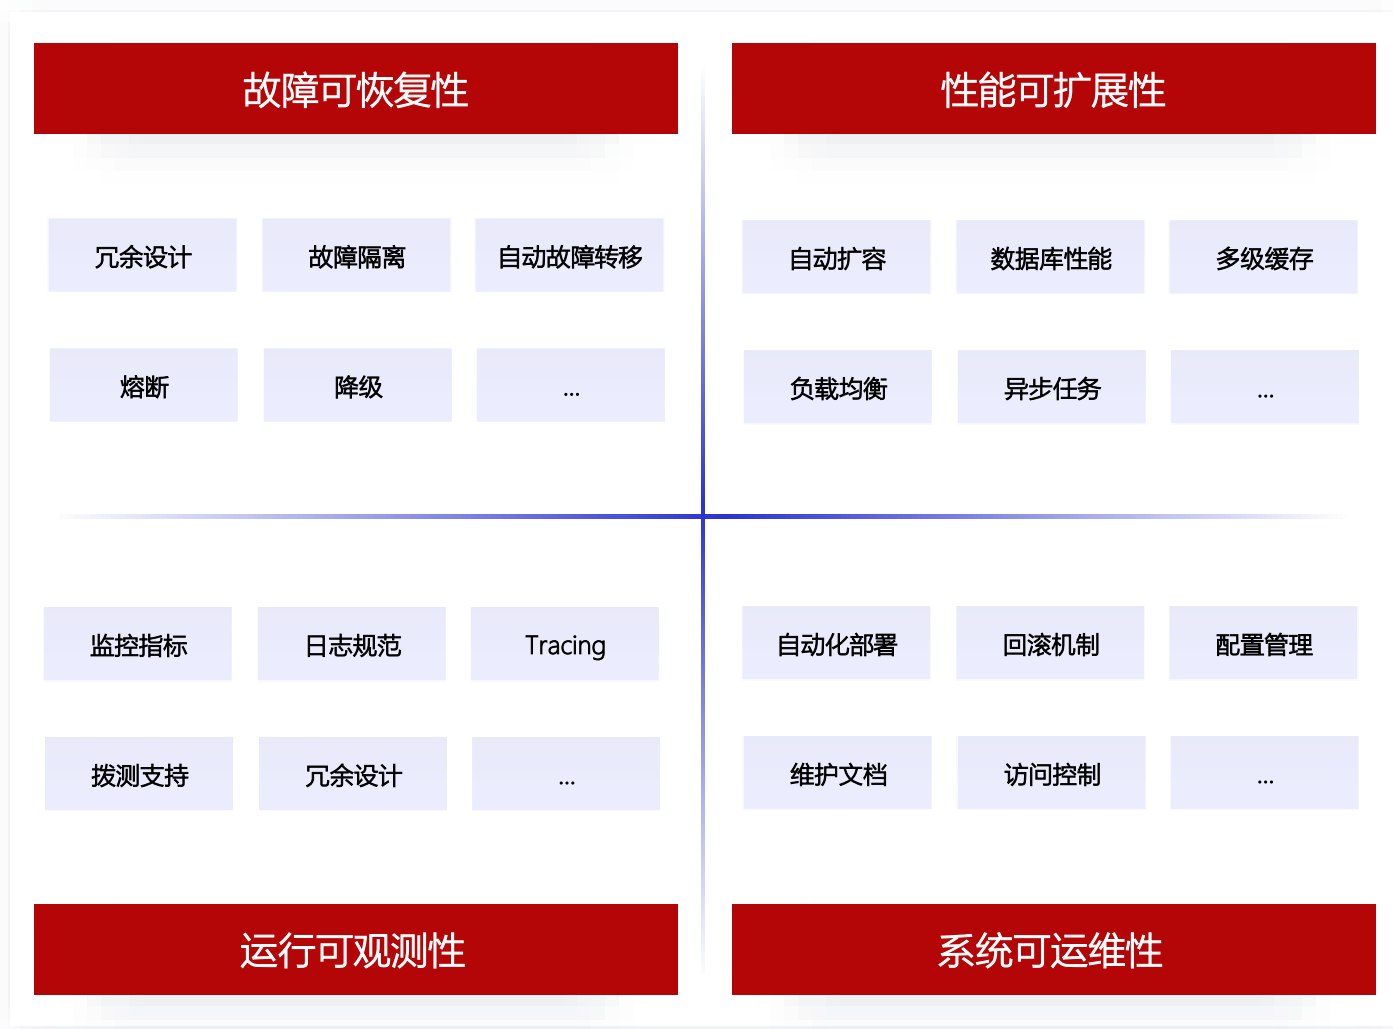 故障可恢复性
性能可扩展性
冗余设计
故障隔离
自动故障转移
自动扩容
数据库性能
多级缓存
熔断
降级
...
负载均衡
异步任务
...
监控指标
日志规范
Tracing
自动化部署
回滚机制
配置管理
拨测支持
冗余设计
...
维护文档
访问控制
...
运行可观测性
系统可运维性